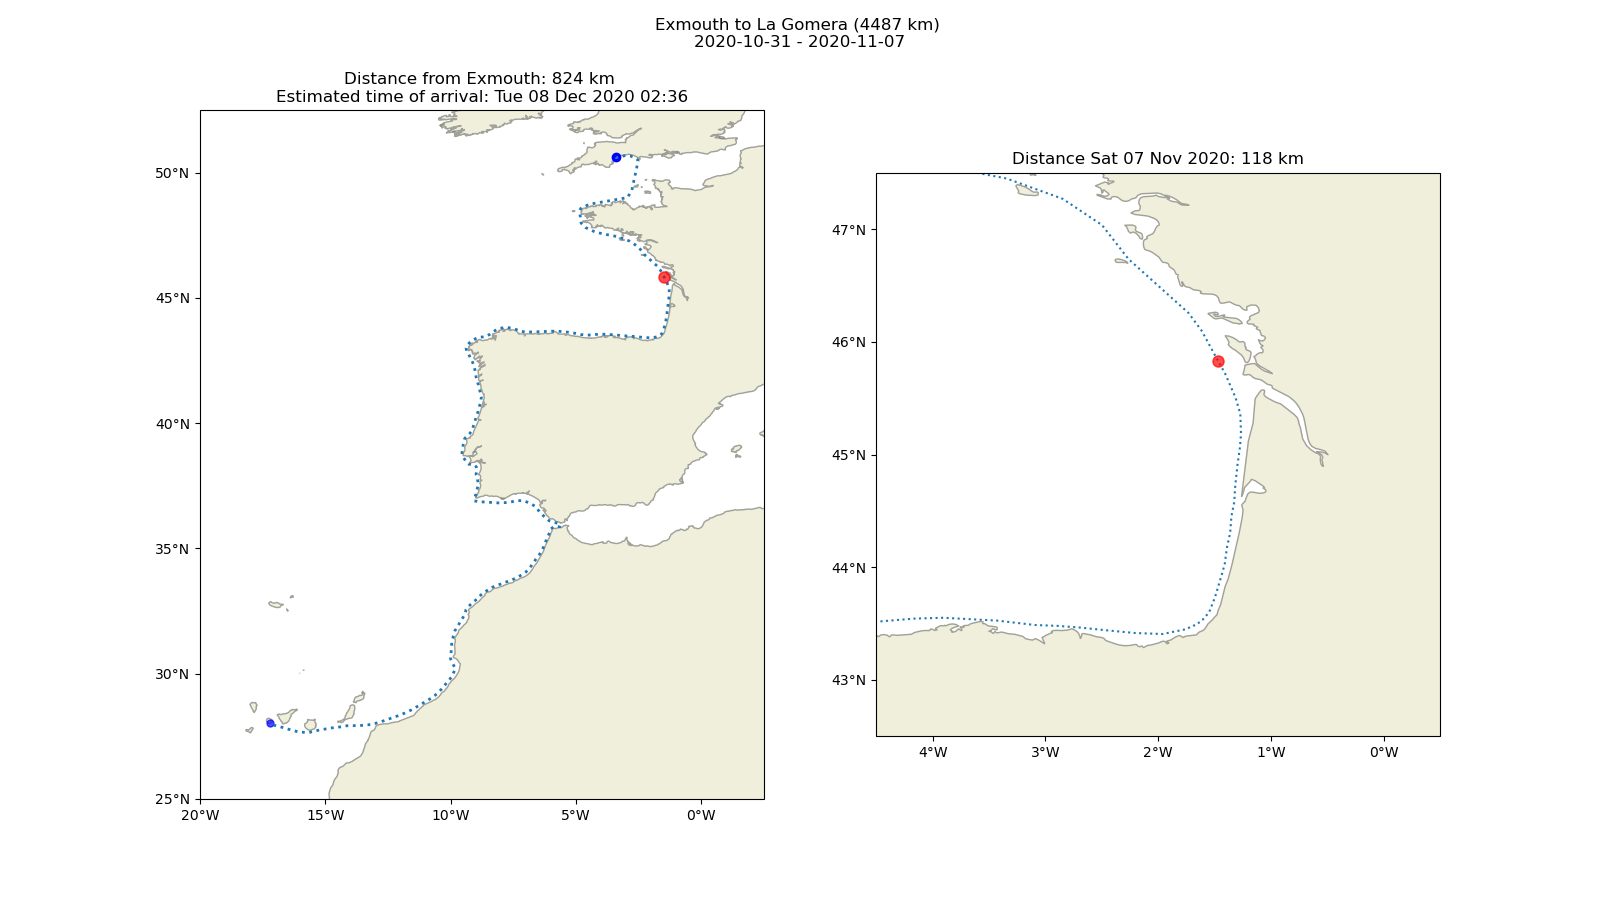 Exmouth to La Gomera (4487 km)
2020-10-31 - 2020-11-07
Distance from Exmouth: 824 km
Estimated time of arrival: Tue 08 Dec 2020 02:36
50°N
45°N
40°N
35°N
30°N
25°N
20°W
15°W
10°W
5°W
0°W
Distance Sat 07 Nov 2020: 118 km
47°N
46°N
45°N
44°N
43°N
4°W
3°W
2°W
1°W
0°W